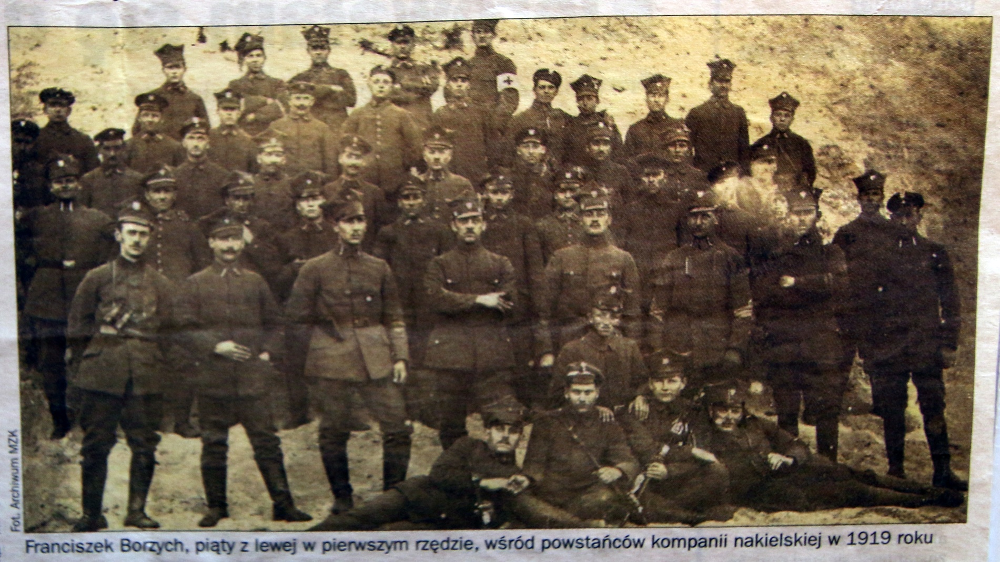 Fot. Archiwum MZK
Franciszek Borzych, piąty z lewej w pierwszym rzędzie, wśród powstańców kompanii nakielskiej w 1919 roku